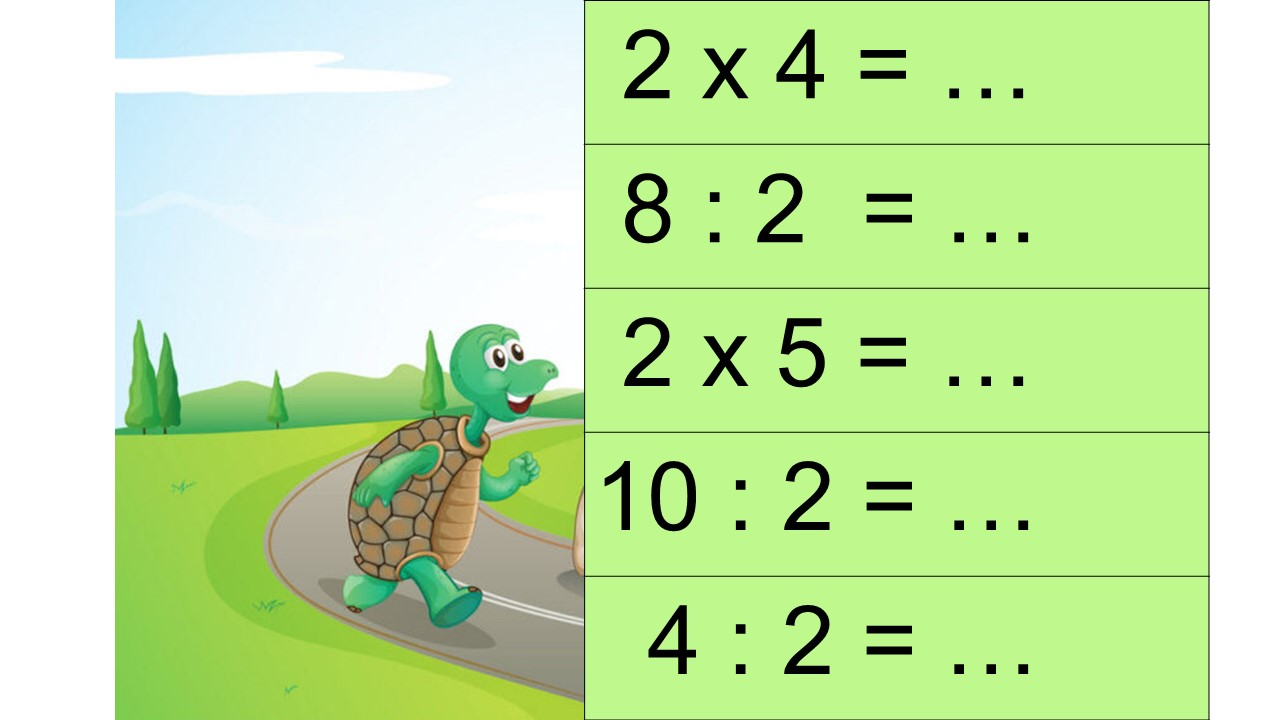 2 x 4 = …
8 : 2 = …
2 x 5 = …
10 : 2 = …
4 : 2 = …